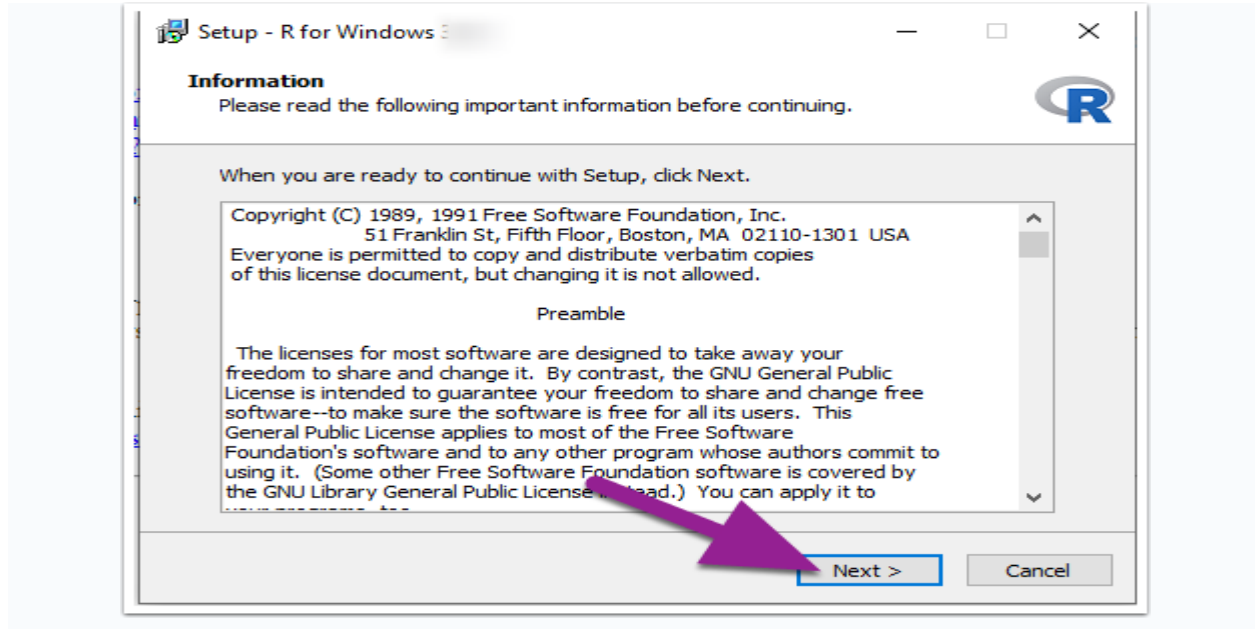 Setup - R for Windows
Information
Please read the following important information before continuing.
R
When you are ready to continue with Setup, click Next.
Copyright (C) 1989, 1991 Free Software Foundation, Inc.
51 Franklin St, Fifth Floor, Boston, MA 02110-1301 USA
Everyone is permitted to copy and distribute verbatim copies
of this license document, but changing it is not allowed.
Preamble
The licenses for most software are designed to take away your
freedom to share and change it. By contrast, the GNU General Public
License is intended to guarantee your freedom to share and change free
software--to make sure the software is free for all its users. This
General Public License applies to most of the Free Software
Foundation's software and to any other program whose authors commit to
using it. (Some other Free Software Foundation software is covered by
the GNU Library General Public License instead.) You can apply it to
Next >
Cancel